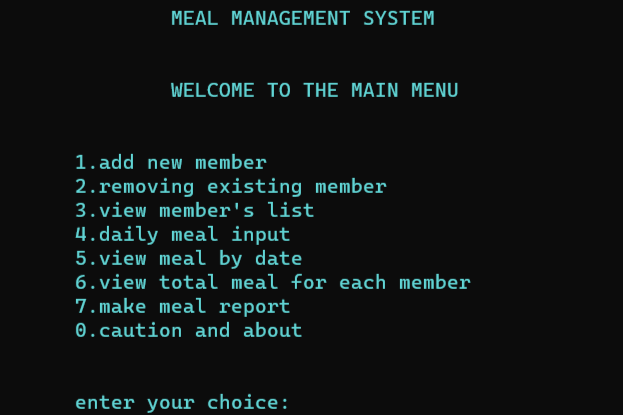 MEAL MANAGEMENT SYSTEM
WELCOME TO THE MAIN MENU
1.add new member
2.removing existing member
3.view member's list
4.daily meal input
5.view meal by date
6.view total meal for each member
7.make meal report
0.caution and about
enter your choice: